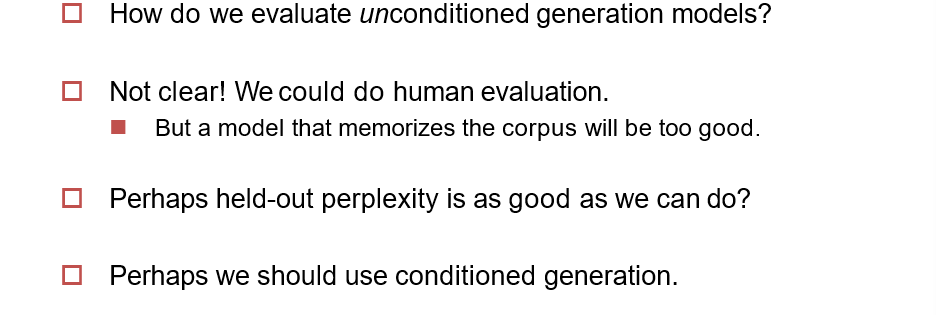 How do we evaluate unconditioned generation models?
Not clear! We could do human evaluation.
But a model that memorizes the corpus will be too good.
Perhaps held-out perplexity is as good as we can do?
Perhaps we should use conditioned generation.